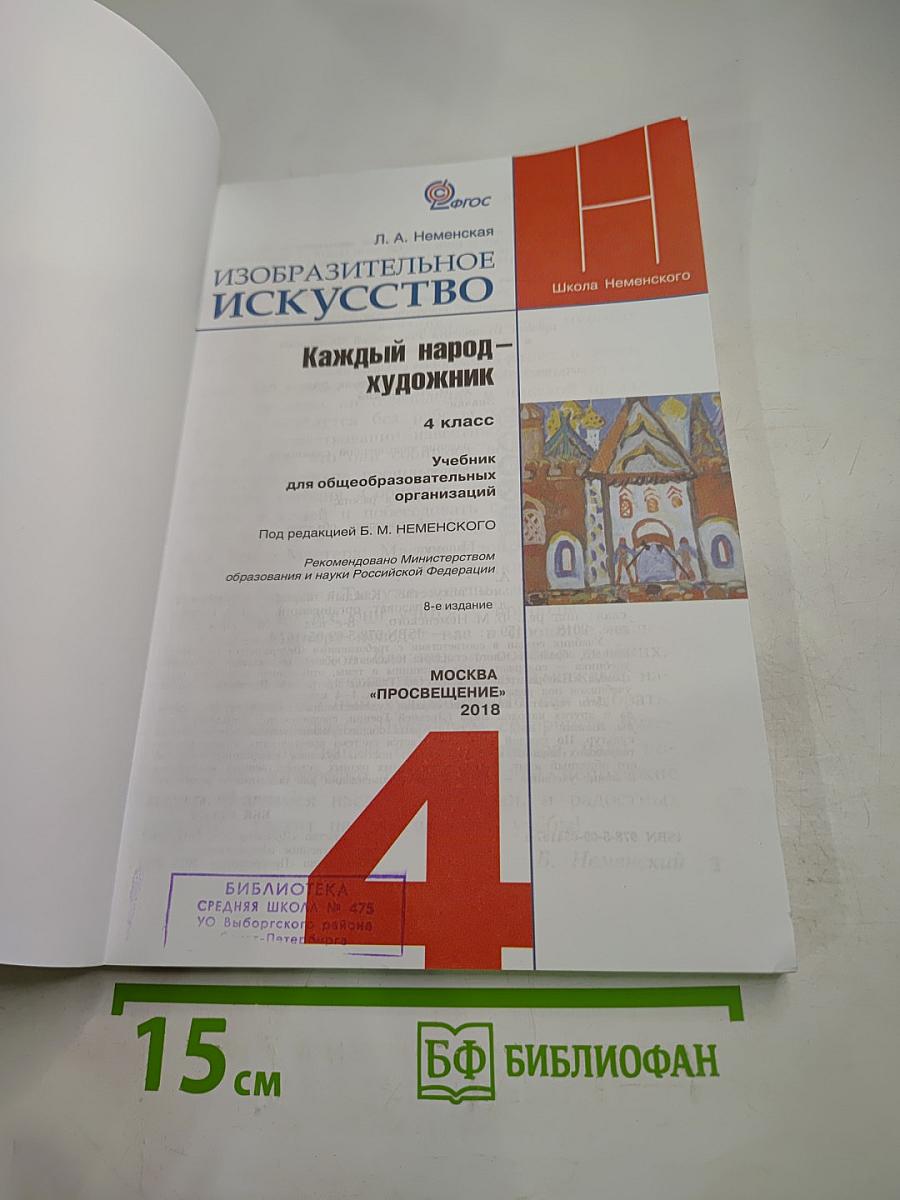 ФГОС
Л. А. Неменская
ИЗОБРАЗИТЕЛЬНОЕ
ИСКУССТВО
Школа Неменского
Каждый народ –
художник
4 класс
Учебник
для общеобразовательных
организаций
Под редакцией Б. М. НЕМЕНСКОГО
Рекомендовано Министерством
образования и науки Российской Федерации
8-е издание
МОСКВА
«ПРОСВЕЩЕНИЕ»
2018
4
БИБЛИОТЕКА
СРЕДНЯЯ ШКОЛА № 475
УО Выборгского района
Санкт-Петербурга
15 см
БФ БИБЛИОФАН